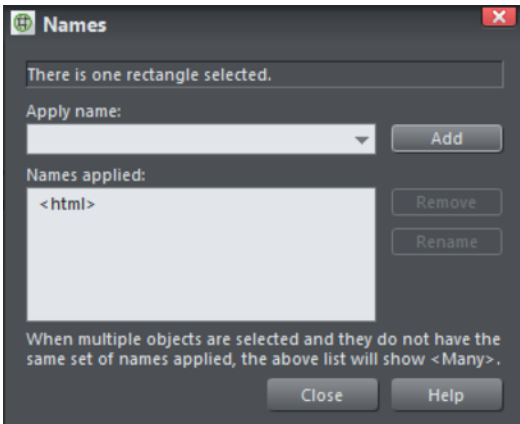 Names
There is one rectangle selected.
Apply name:
Add
Names applied:
<html>
Remove
Rename
When multiple objects are selected and they do not have the
same set of names applied, the above list will show <Many>.
Close
Help